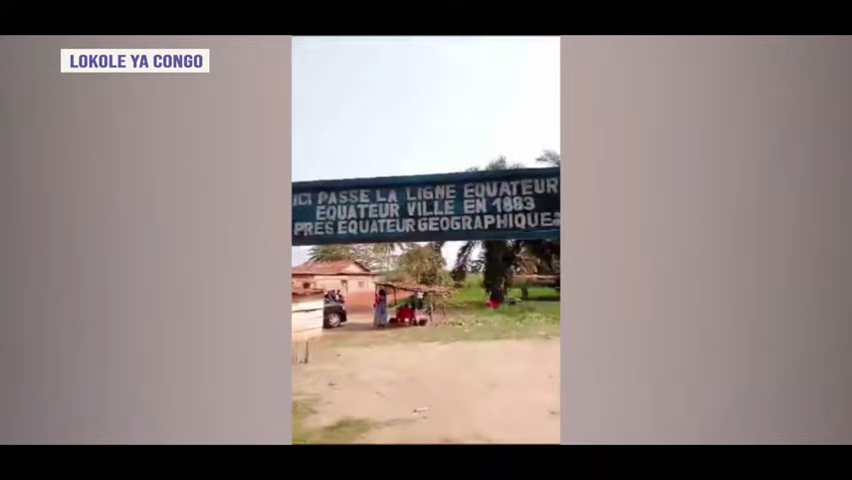 LOKOLE YA CONGO
ICI PASSE LA LIGNE EQUATEUR
EQUATEUR VILLE EN 1883
PRES EQUATEUR GEOGRAPHIQUE